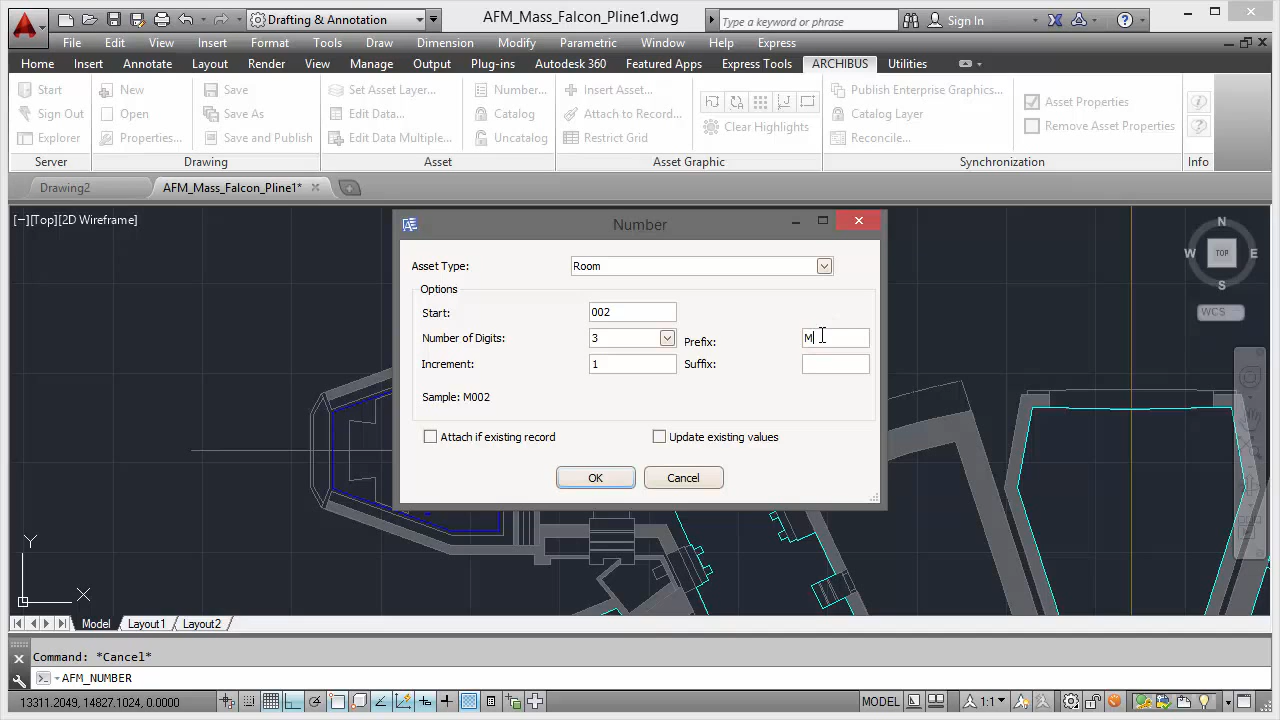 Drafting & Annotation
AFM_Mass_Falcon_Pline1.dwg
Type a keyword or phrase
Sign In
File Edit View Insert Format Tools Draw Dimension Modify Parametric Window Help Express
Home Insert Annotate Layout Render View Manage Output Plug-ins Autodesk 360 Featured Apps Express Tools ARCHIBUS Utilities
Start New Save Set Asset Layer... Number... Insert Asset... Publish Enterprise Graphics... Asset Properties
Sign Out Open Save As Edit Data... Catalog Attach to Record... Catalog Layer Remove Asset Properties
Explorer Properties... Save and Publish Edit Data Multiple... Uncatalog Restrict Grid Clear Highlights Reconcile...
Server Drawing Asset Asset Graphic Synchronization Info
Drawing2 AFM_Mass_Falcon_Pline1*
[−][Top][2D Wireframe]
N
W TOP E
S
WCS
Number
Asset Type: Room
Options
Start: 002
Number of Digits: 3 Prefix: M
Increment: 1 Suffix:
Sample: M002
Attach if existing record Update existing values
OK Cancel
Y
X
Model Layout1 Layout2
Command: *Cancel*
AFM_NUMBER
13311.2049, 14827.1024, 0.0000 MODEL 1:1